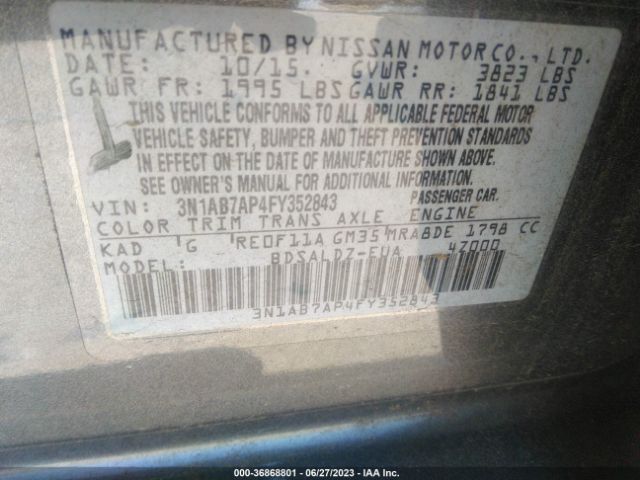 MANUFACTURED BY NISSAN MOTOR CO., LTD.
DATE: 10/15. GVWR: 3823 LBS
GAWR FR: 1995 LBS GAWR RR: 1841 LBS
THIS VEHICLE CONFORMS TO ALL APPLICABLE FEDERAL MOTOR
VEHICLE SAFETY, BUMPER AND THEFT PREVENTION STANDARDS
IN EFFECT ON THE DATE OF MANUFACTURE SHOWN ABOVE.
SEE OWNER'S MANUAL FOR ADDITIONAL INFORMATION.
VIN: 3N1AB7AP4FY352843 PASSENGER CAR.
COLOR TRIM TRANS AXLE ENGINE
KAD G RE0F11A GM35 MRA8DE 1798 CC
MODEL: BDSALDZ-EUA 4Z000
3N1AB7AP4FY352843
000-36868801 / 06/27/2023 / IAA Inc.